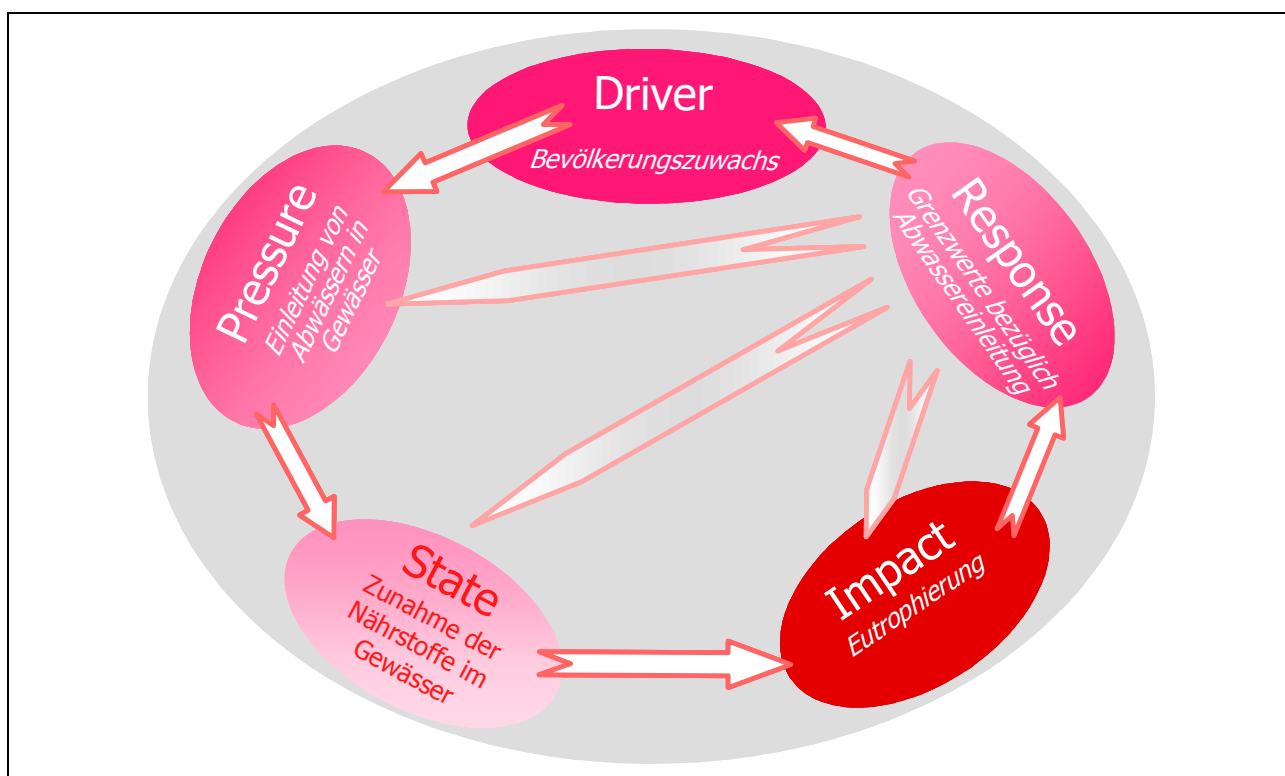 Driver
Bevölkerungszuwachs
Pressure
Einleitung von
Abwässern in
Gewässer
Response
Grenzwerte bezüglich
Abwassereinleitung
State
Zunahme der
Nährstoffe im
Gewässer
Impact
Eutrophierung